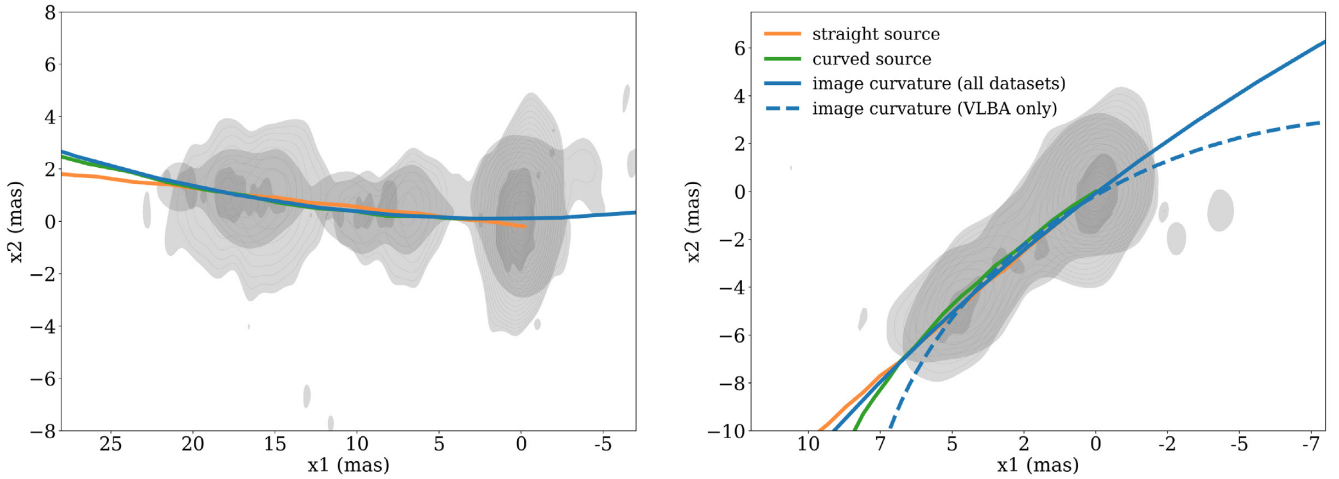 8
6
4
2
0
−2
−4
−6
−8
x2 (mas)
25 20 15 10 5 0 -5
x1 (mas)
straight source
curved source
image curvature (all datasets)
image curvature (VLBA only)
6
4
2
0
−2
−4
−6
−8
−10
x2 (mas)
10 7 5 2 0 -2 -5 -7
x1 (mas)